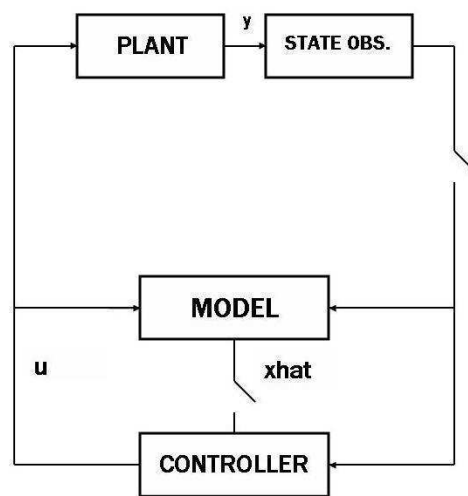 y
PLANT
STATE OBS.
MODEL
u
xhat
CONTROLLER